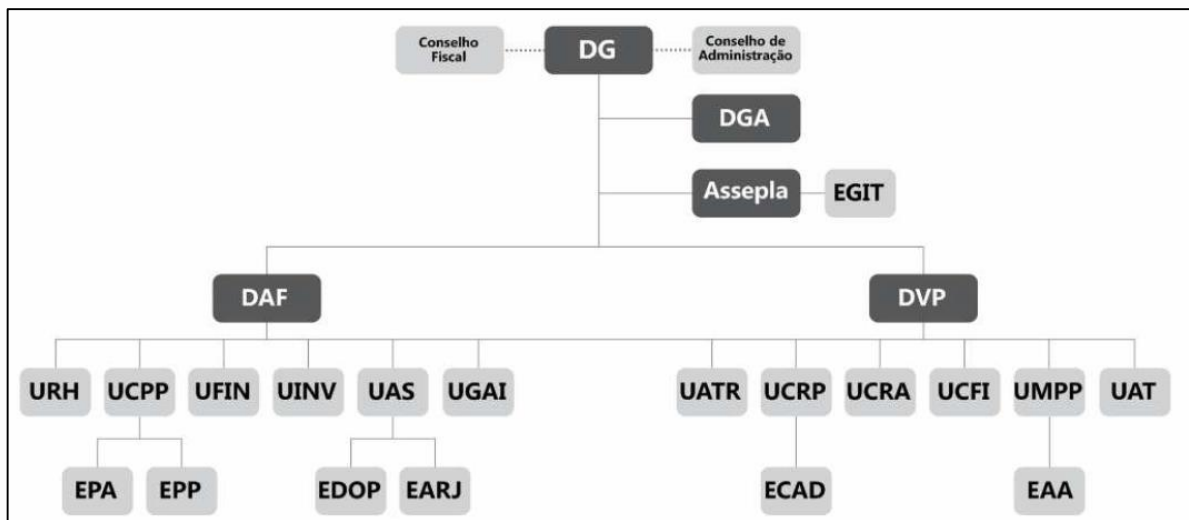 Conselho
Fiscal
DG
Conselho de
Administração
DGA
Assepla
EGIT
DAF
DVP
URH
UCPP
UFIN
UINV
UAS
UGAI
UATR
UCRP
UCRA
UCFI
UMPP
UAT
EPA
EPP
EDOP
EARJ
ECAD
EAA